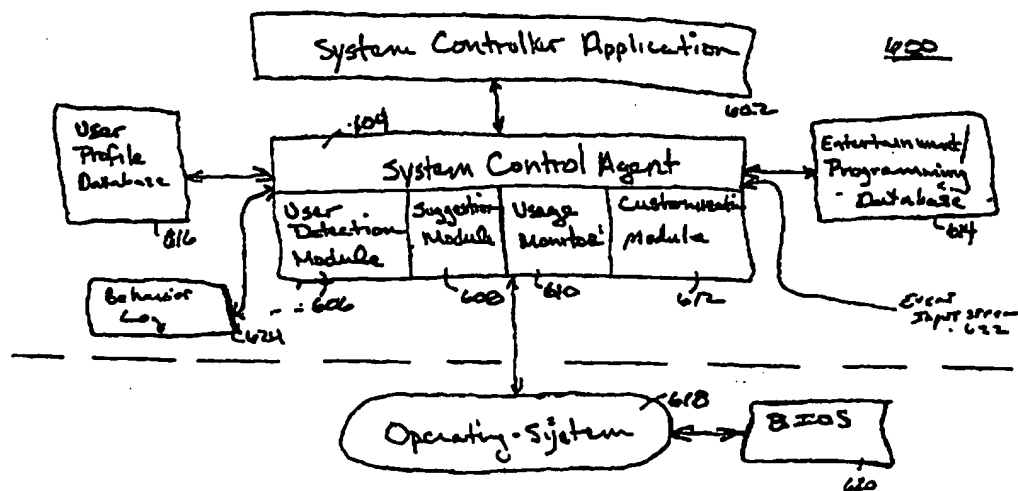 System Controller Application
600
602
604
User
Profile
Database
616
System Control Agent
Entertainment/
Programming
Database
614
User
Detection
Module
606
Suggestion
Module
608
Usage
Monitor
610
Customization
Module
612
Behavior
Log
624
Event
Input stream
622
Operating System
618
BIOS
620